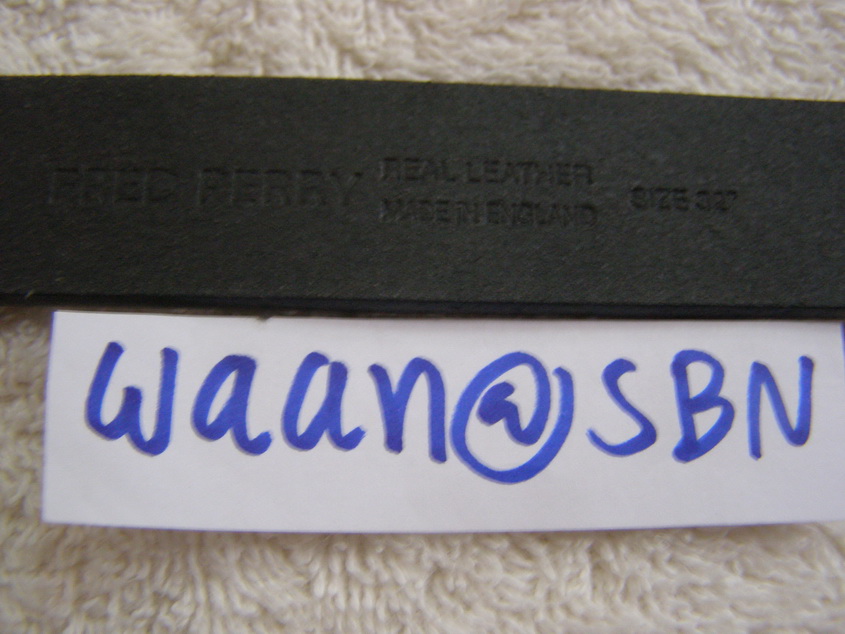 FRED PERRY
REAL LEATHER
MADE IN ENGLAND
SIZE 32"
waan@SBN